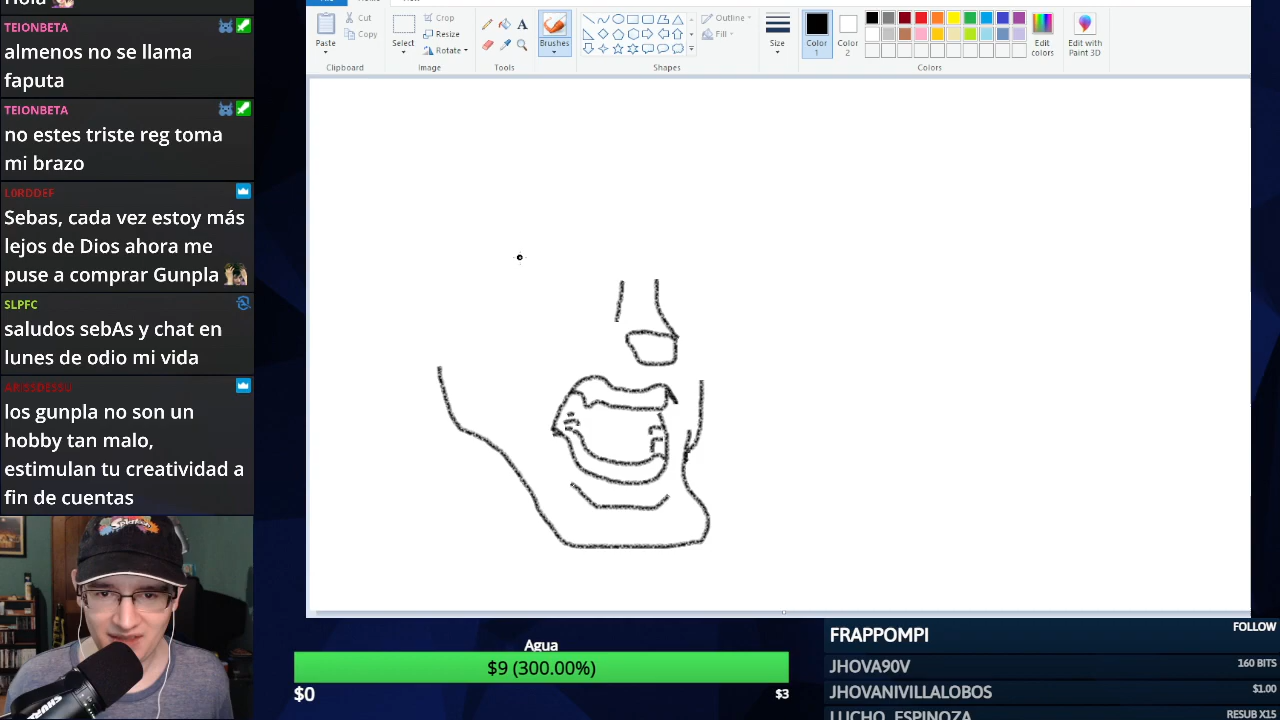 TEIONBETA
almenos no se llama
faputa
TEIONBETA
no estes triste reg toma
mi brazo
L0RDDEF
Sebas, cada vez estoy más
lejos de Dios ahora me
puse a comprar Gunpla
SLPFC
saludos sebAs y chat en
lunes de odio mi vida
los gunpla no son un
hobby tan malo,
estimulan tu creatividad a
fin de cuentas
Paste
Cut
Copy
Clipboard
Select
Crop
Resize
Rotate
Image
A
Tools
Brushes
Outline
Fill
Shapes
Size
Color
1
Color
2
Edit
colors
Edit with
Paint 3D
Colors
Agua
$9 (300.00%)
$0
$3
FRAPPOMPI
FOLLOW
JHOVA90V
160 BITS
JHOVANIVILLALOBOS
$1.00
LUCHO_ESPINOZA
RESUB X15